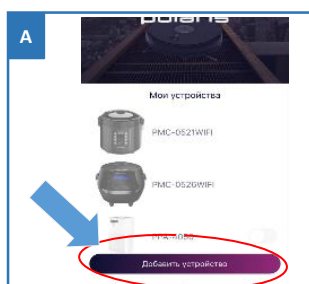 A
polaris
Мои устройства
PMC-0521WIFI
PMC-0526WIFI
Добавить устройство